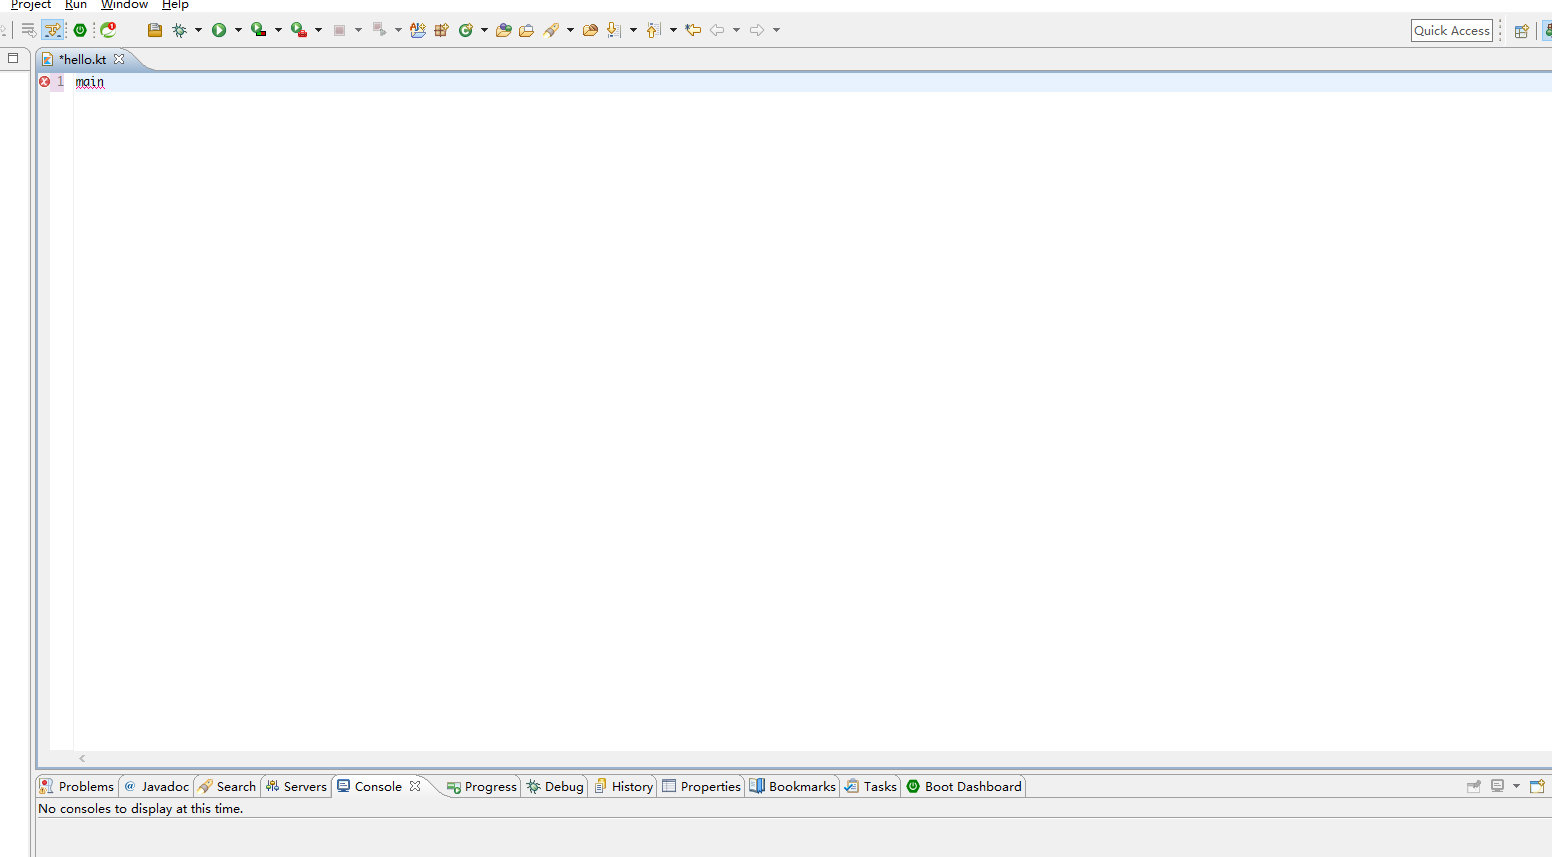 Project Run Window Help
Quick Access
*hello.kt
1 main
Problems @ Javadoc Search Servers Console Progress Debug History Properties Bookmarks Tasks Boot Dashboard
No consoles to display at this time.